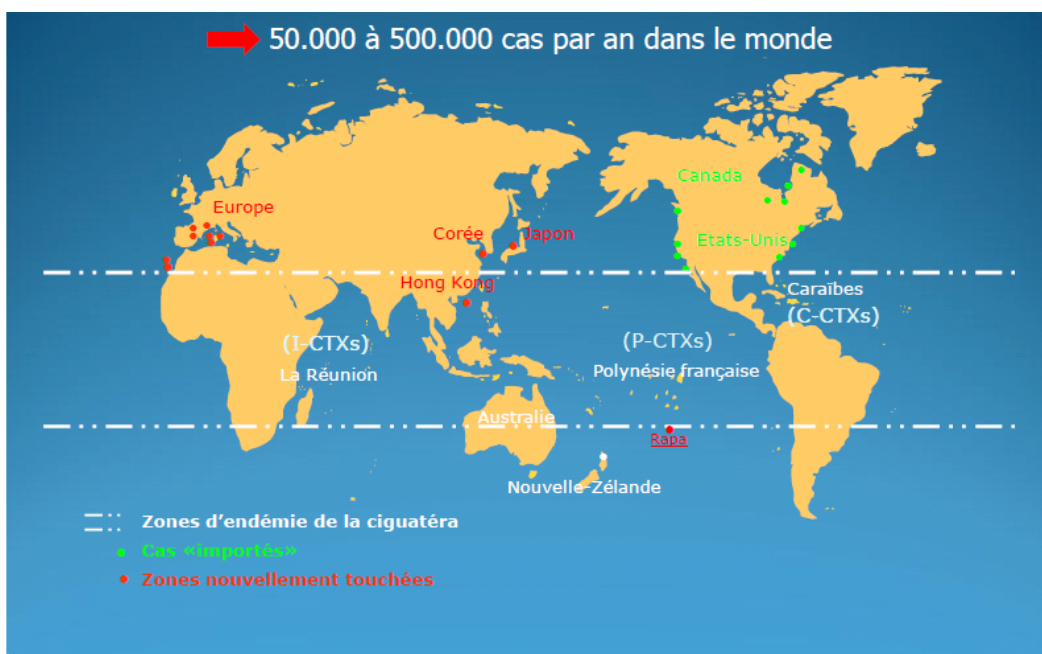 50.000 à 500.000 cas par an dans le monde
Canada
Europe
Corée
Japon
Etats-Unis
Hong Kong
Caraïbes
(C-CTXs)
(I-CTXs)
(P-CTXs)
La Réunion
Polynésie française
Australie
Rapa
Nouvelle-Zélande
Zones d'endémie de la ciguatéra
Cas «importés»
Zones nouvellement touchées